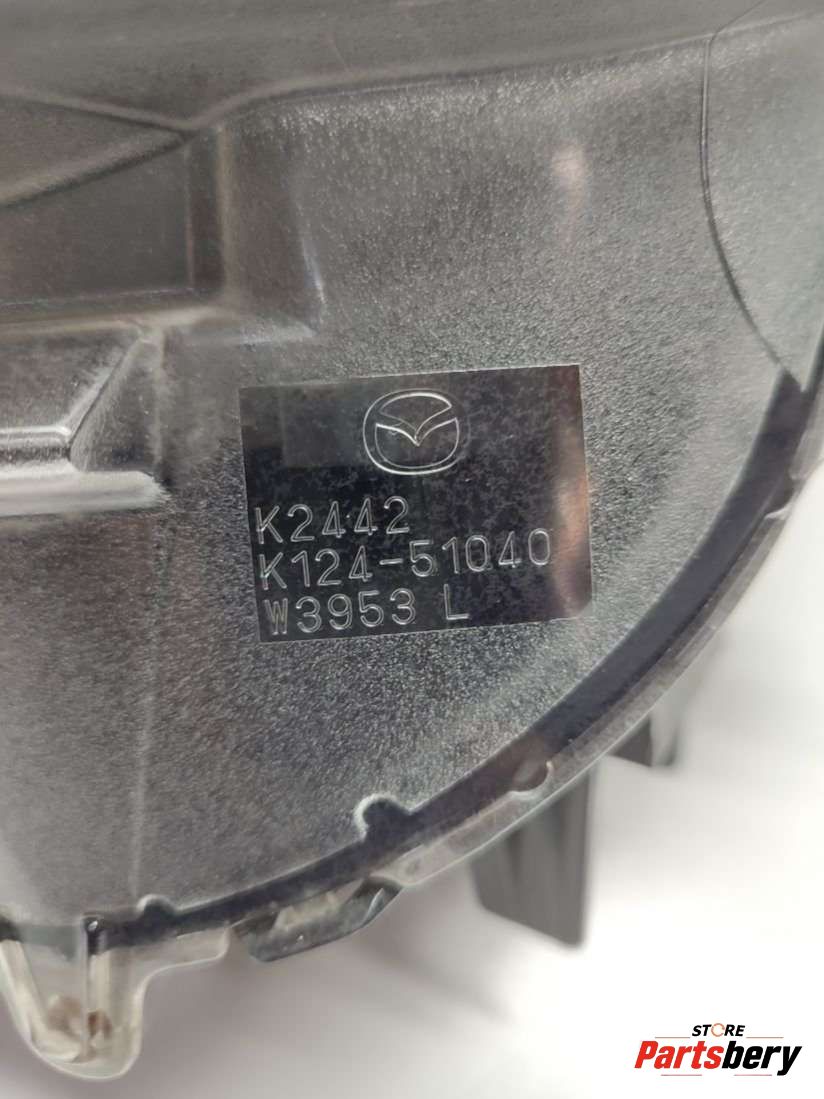 K2442
K124-51040
W3953 L
STORE
Partsbery